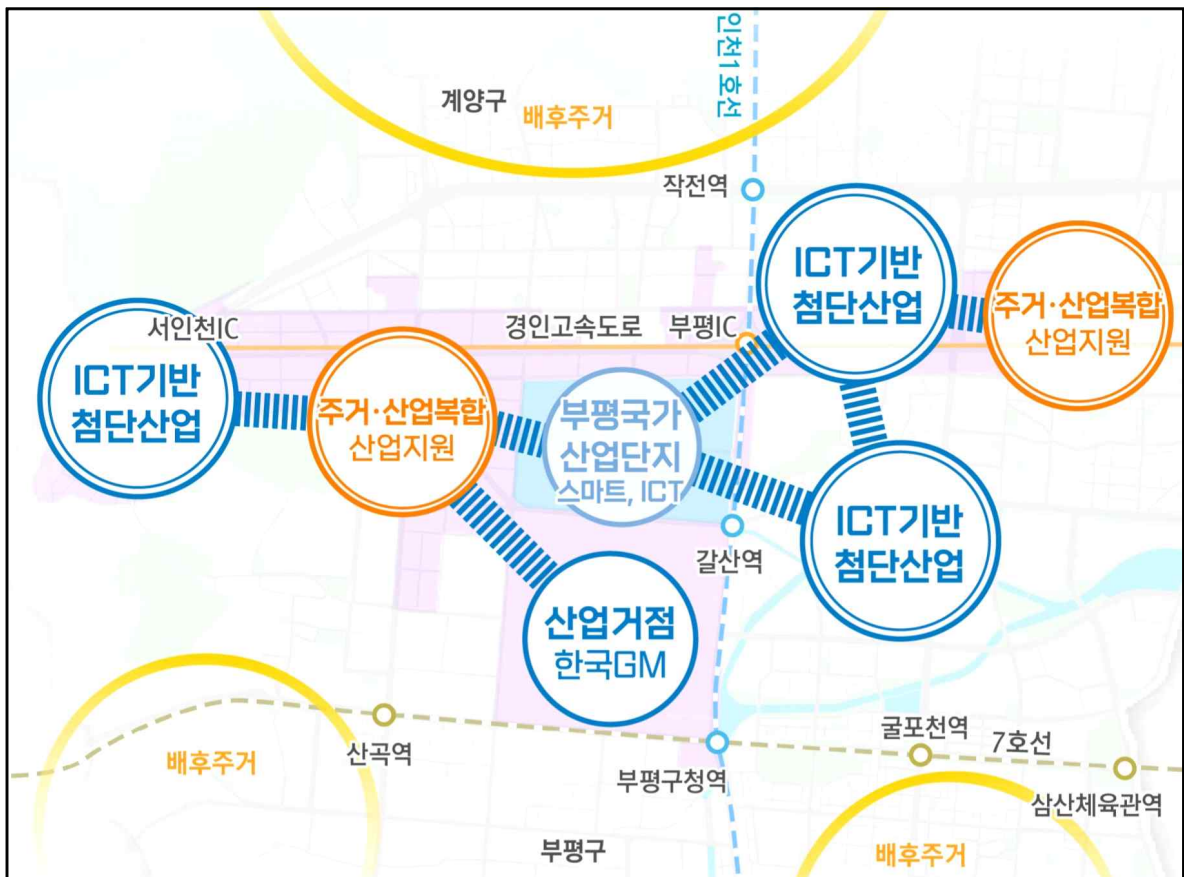 인천1호선
계양구
배후주거
작전역
ICT기반
첨단산업
주거·산업복합
산업지원
서인천IC
경인고속도로
부평IC
ICT기반
첨단산업
주거·산업복합
산업지원
부평국가
산업단지
스마트, ICT
ICT기반
첨단산업
갈산역
산업거점
한국GM
산곡역
배후주거
부평구청역
굴포천역
7호선
삼산체육관역
부평구
배후주거